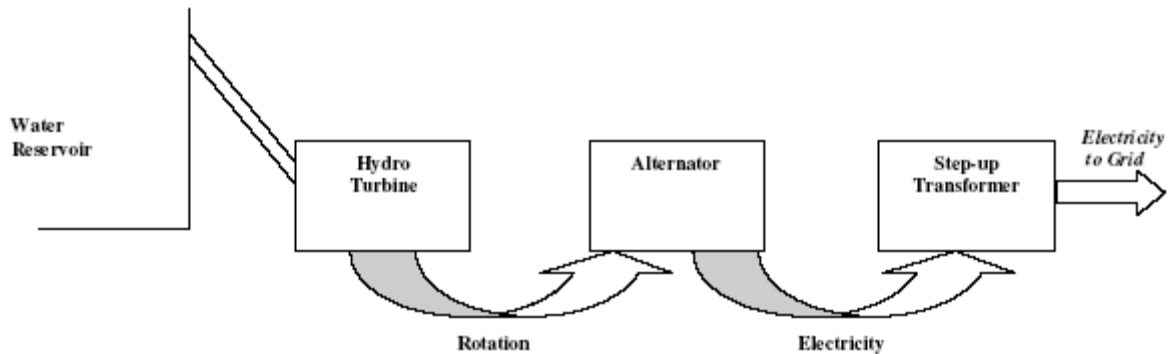 Water
Reservoir
Hydro
Turbine
Alternator
Step-up
Transformer
Electricity
to Grid
Rotation
Electricity